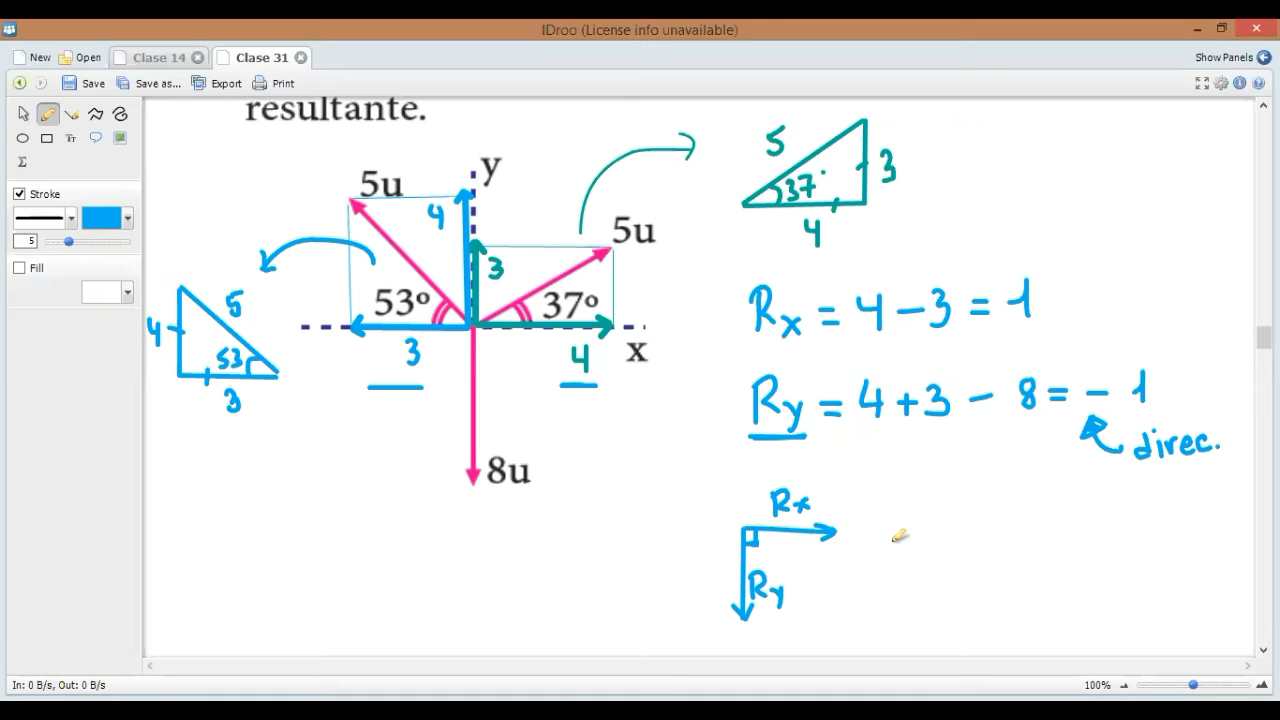 IDroo (License info unavailable)
New Open Clase 14 Clase 31 Show Panels
Save Save as... Export Print
Stroke
5
Fill
resultante.
5u
y
4
5u
3
53º
37º
x
3
4
8u
5
4
53
3
5
37°
3
4
Rx = 4 - 3 = 1
Ry = 4 + 3 - 8 = - 1
direc.
Rx
Ry
In: 0 B/s, Out: 0 B/s 100%